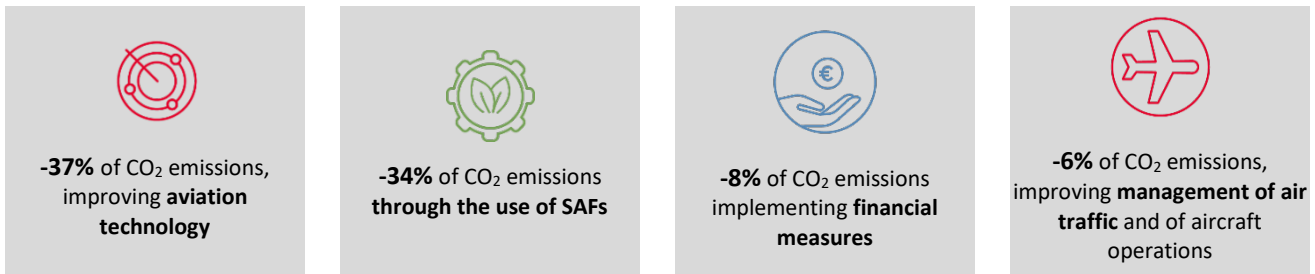 -37% of CO₂ emissions,
improving aviation
technology
-34% of CO₂ emissions
through the use of SAFs
€
-8% of CO₂ emissions
implementing financial
measures
-6% of CO₂ emissions,
improving management of air
traffic and of aircraft
operations